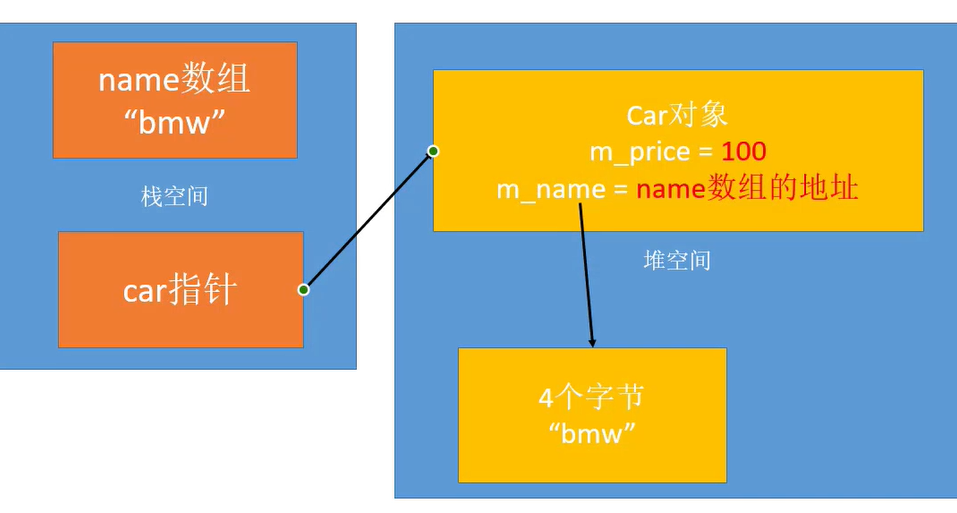 name数组
“bmw”
栈空间
car指针
Car对象
m_price = 100
m_name = name数组的地址
堆空间
4个字节
“bmw”